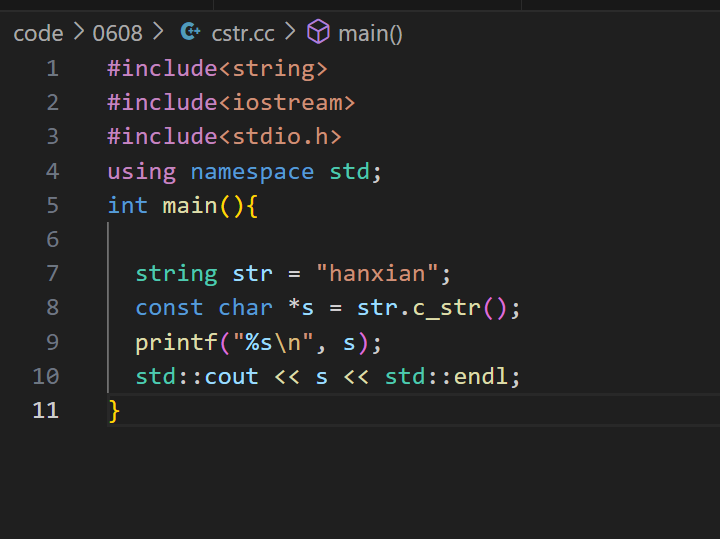 code > 0608 > cstr.cc > main()
1 #include<string>
2 #include<iostream>
3 #include<stdio.h>
4 using namespace std;
5 int main(){
6
7 string str = "hanxian";
8 const char *s = str.c_str();
9 printf("%s\n", s);
10 std::cout << s << std::endl;
11 }